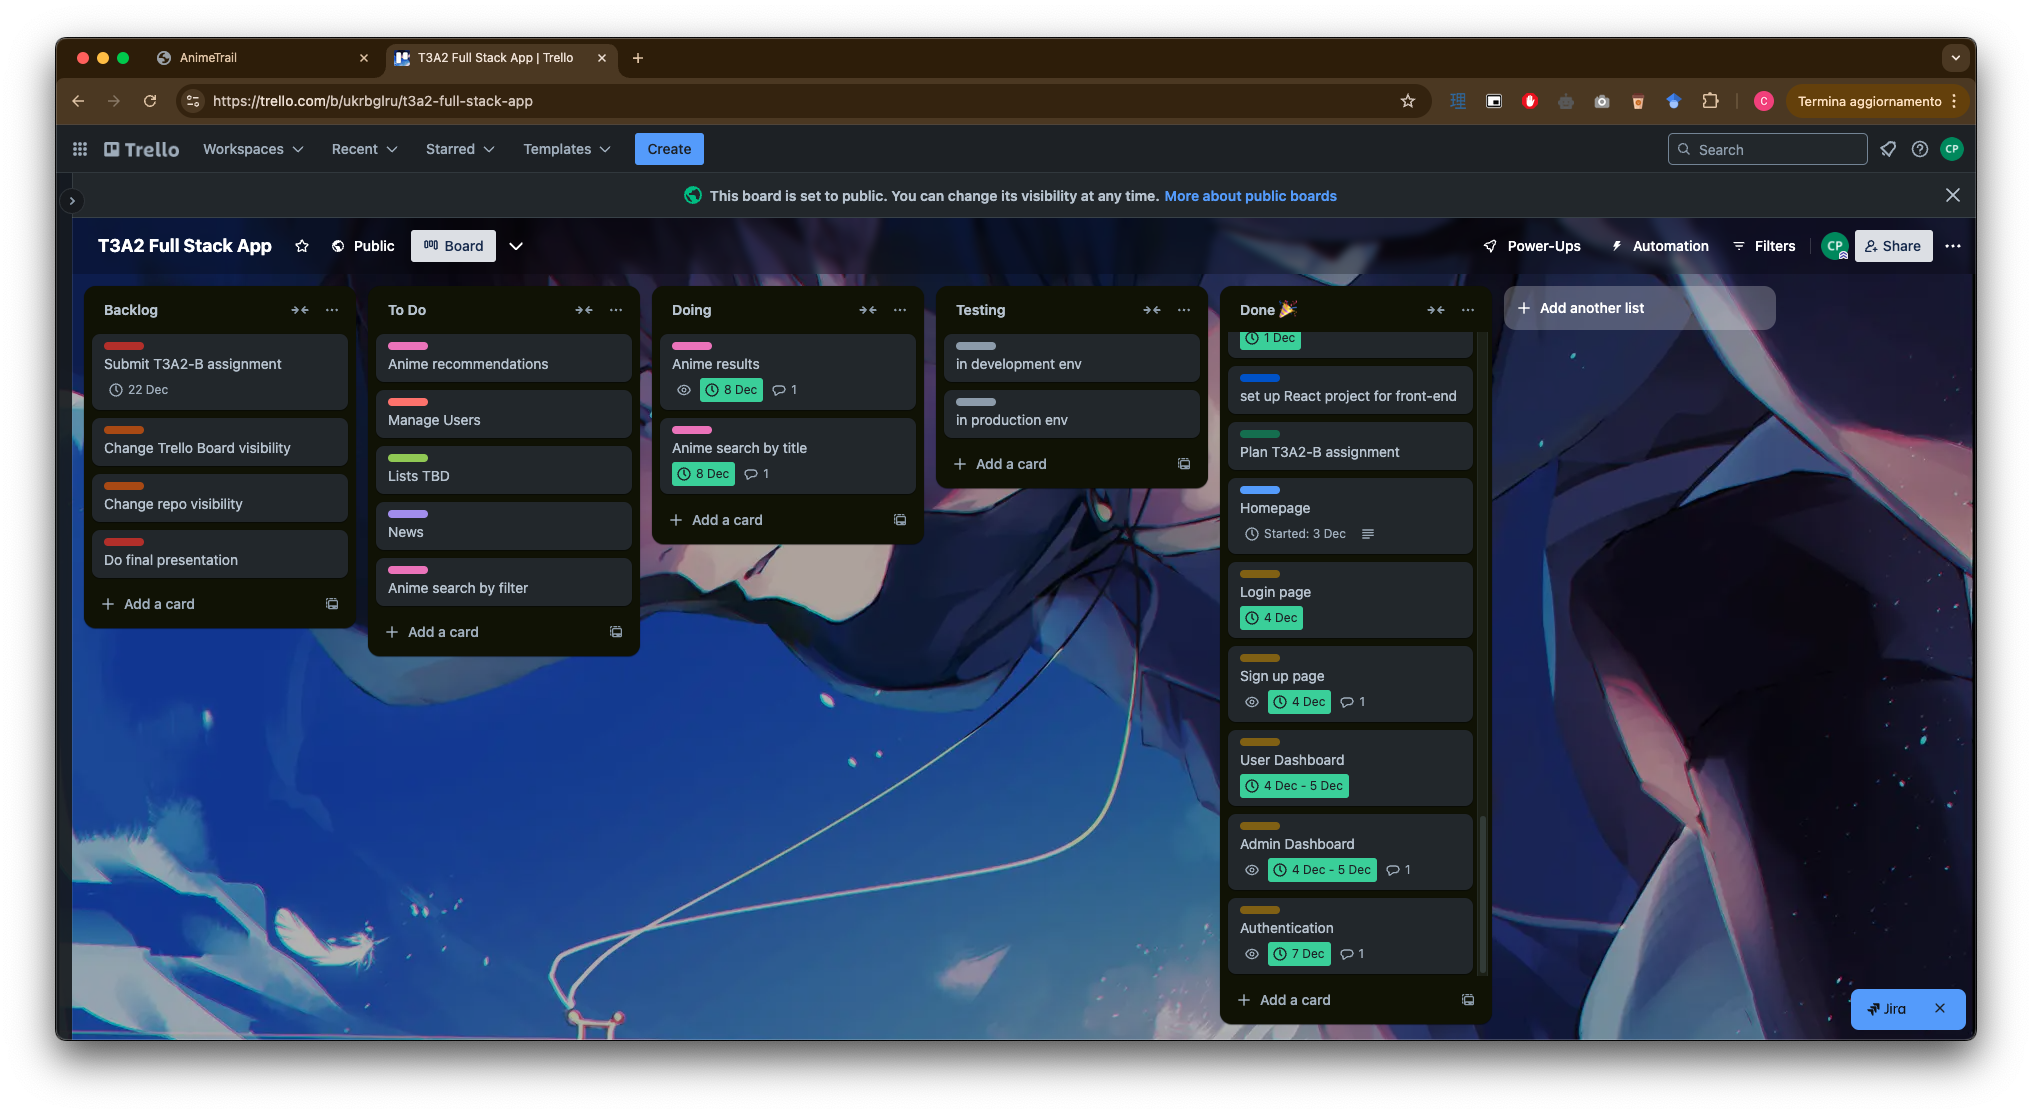 AnimeTrail
T3A2 Full Stack App | Trello
https://trello.com/b/ukrbglru/t3a2-full-stack-app
理
C
Termina aggiornamento
Trello
Workspaces
Recent
Starred
Templates
Create
Search
CP
This board is set to public. You can change its visibility at any time. More about public boards
T3A2 Full Stack App
Public
Board
Power-Ups
Automation
Filters
CP
Share
Backlog
Submit T3A2-B assignment
22 Dec
Change Trello Board visibility
Change repo visibility
Do final presentation
Add a card
To Do
Anime recommendations
Manage Users
Lists TBD
News
Anime search by filter
Add a card
Doing
Anime results
8 Dec
1
Anime search by title
8 Dec
1
Add a card
Testing
in development env
in production env
Add a card
Done 🎉
1 Dec
set up React project for front-end
Plan T3A2-B assignment
Homepage
Started: 3 Dec
Login page
4 Dec
Sign up page
4 Dec
1
User Dashboard
4 Dec - 5 Dec
Admin Dashboard
4 Dec - 5 Dec
1
Authentication
7 Dec
1
Add a card
Add another list
Jira